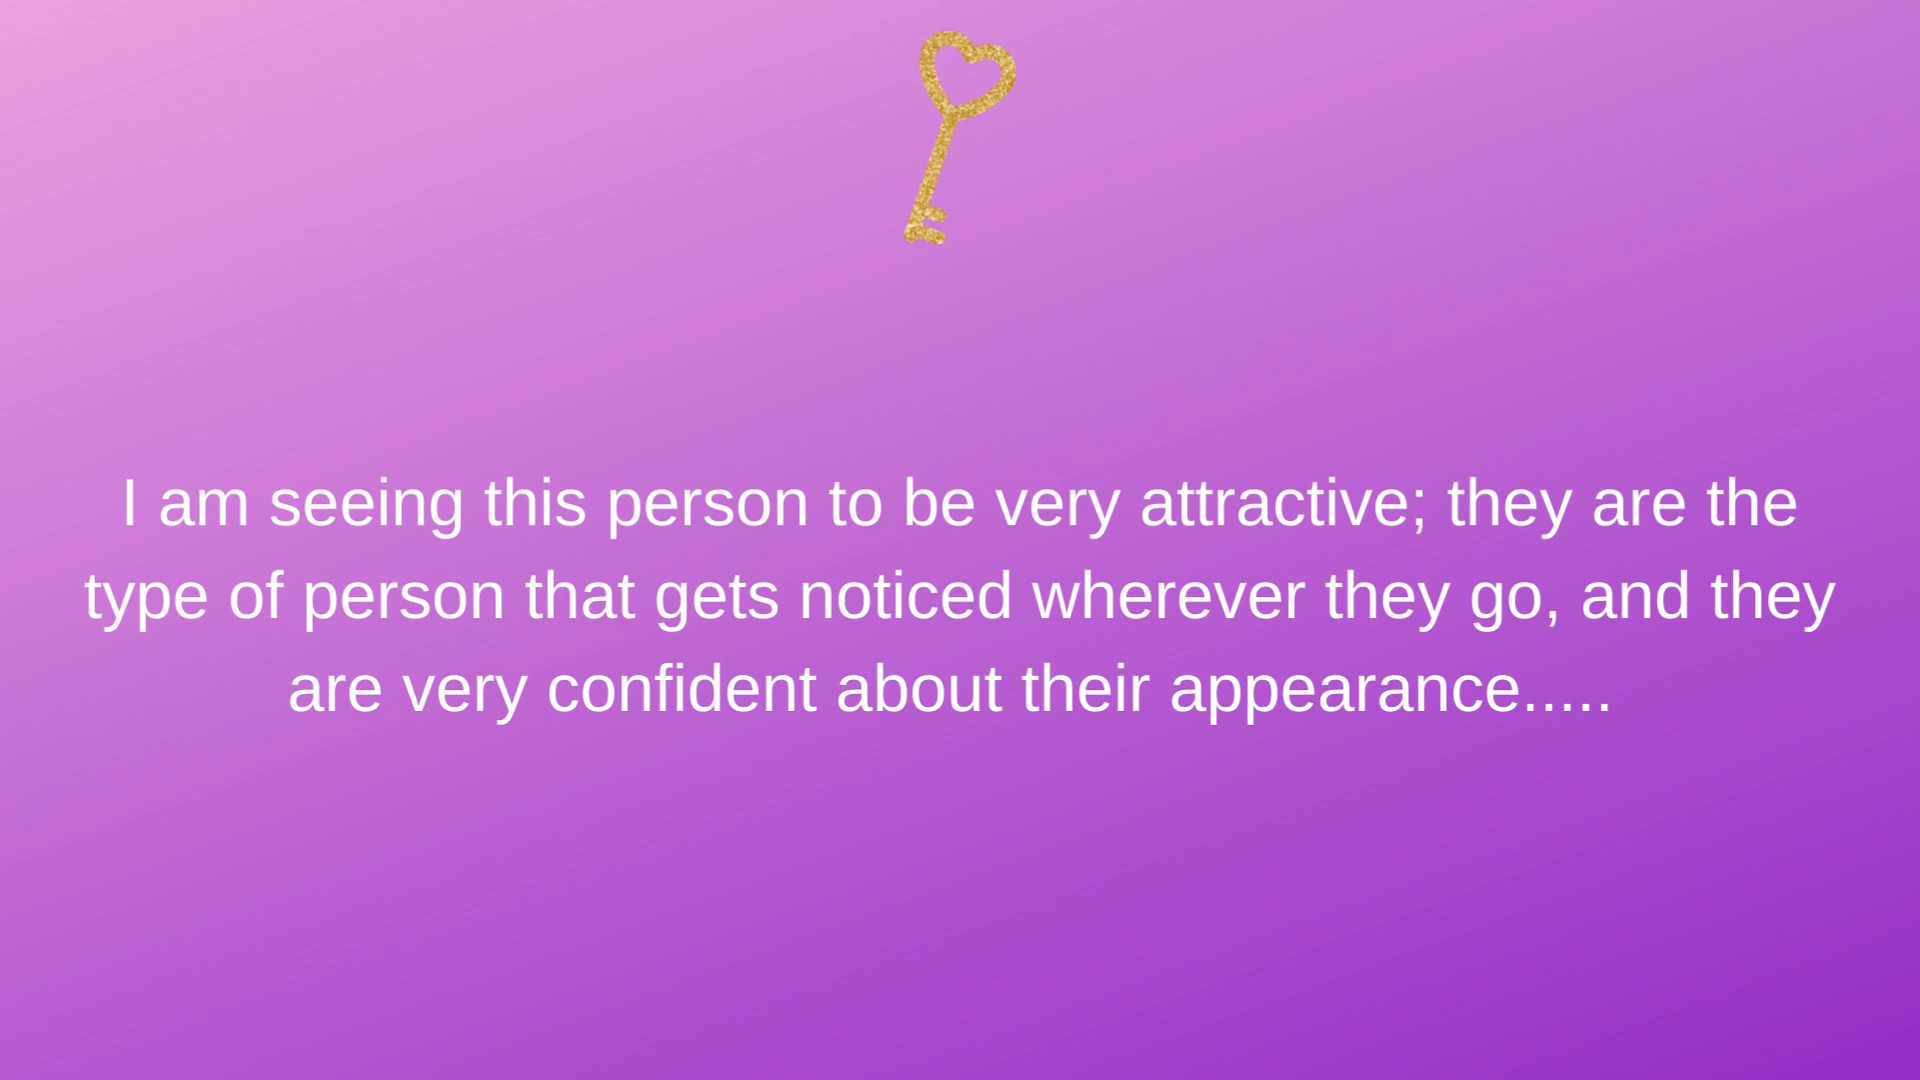 I am seeing this person to be very attractive; they are the
type of person that gets noticed wherever they go, and they
are very confident about their appearance.....